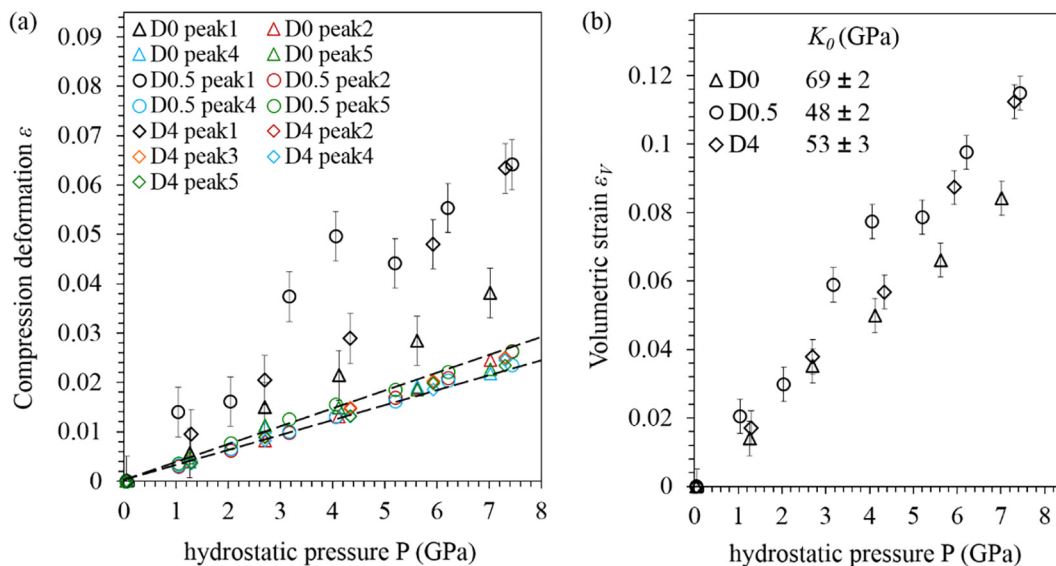 (a)
0.09
0.08
0.07
0.06
0.05
0.04
0.03
0.02
0.01
0
Compression deformation ε
△ D0 peak1 △ D0 peak2
△ D0 peak4 △ D0 peak5
○ D0.5 peak1 ○ D0.5 peak2
○ D0.5 peak4 ○ D0.5 peak5
◇ D4 peak1 ◇ D4 peak2
◇ D4 peak3 ◇ D4 peak4
◇ D4 peak5
0 1 2 3 4 5 6 7 8
hydrostatic pressure P (GPa)
(b)
0.12
0.1
0.08
0.06
0.04
0.02
0
Volumetric strain εV
K0 (GPa)
△ D0 69 ± 2
○ D0.5 48 ± 2
◇ D4 53 ± 3
0 1 2 3 4 5 6 7 8
hydrostatic pressure P (GPa)